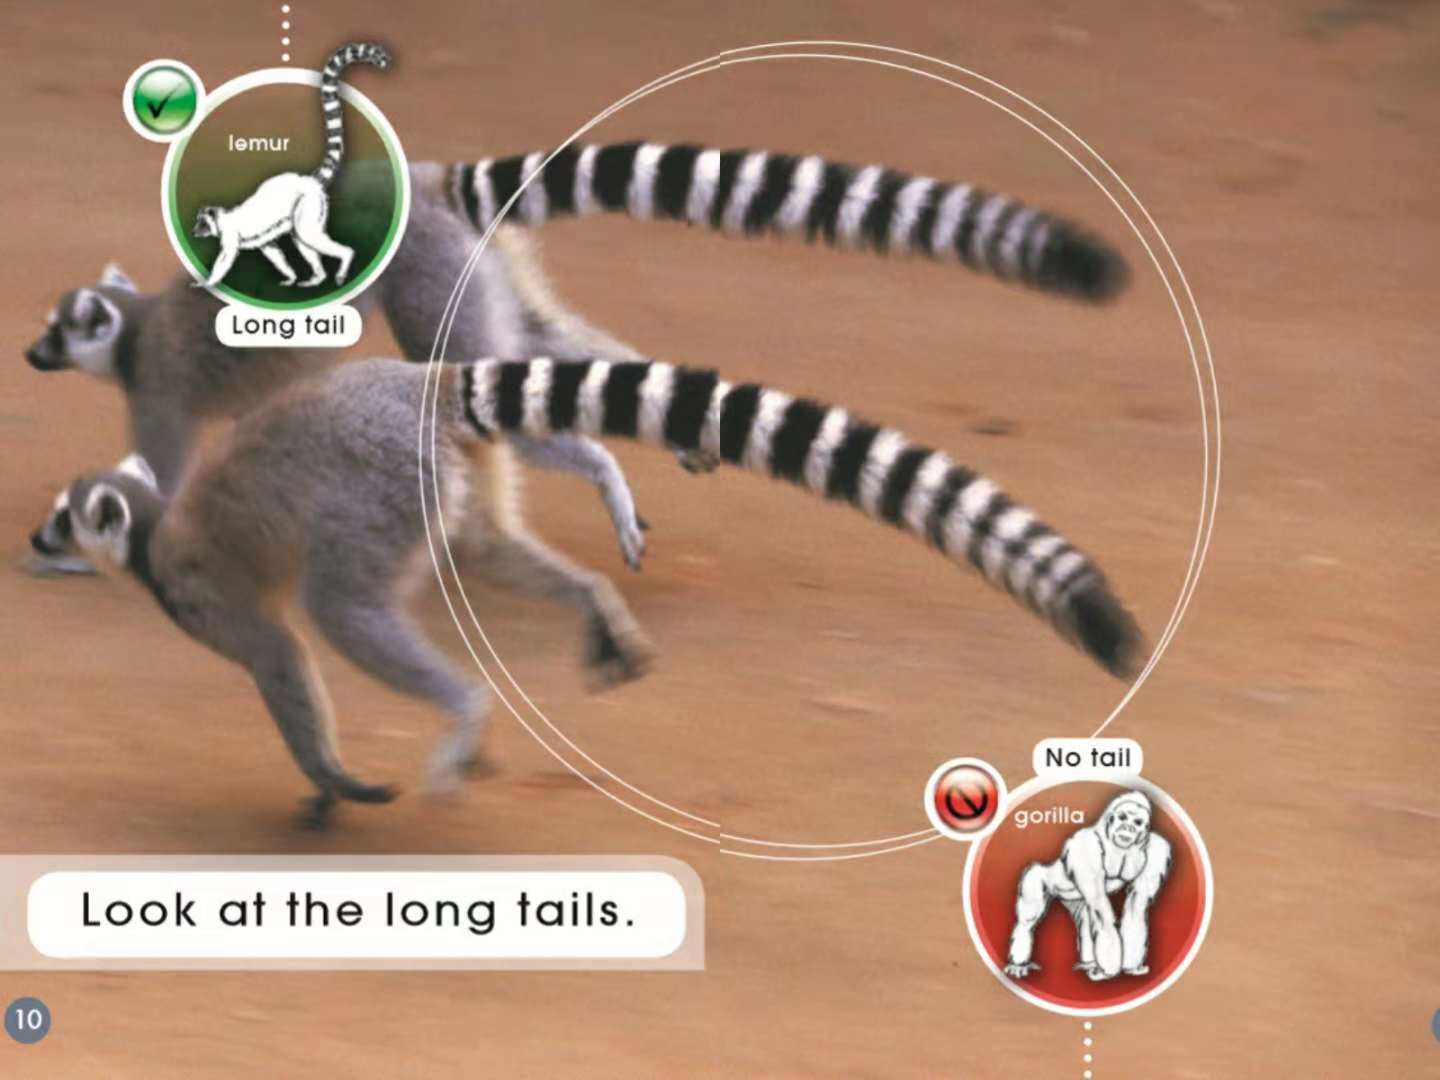 lemur
Long tail
No tail
gorilla
Look at the long tails.
10